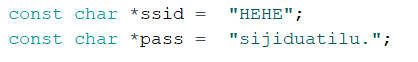 const char *ssid =  "HEHE";
const char *pass =  "sijiduatilu.";